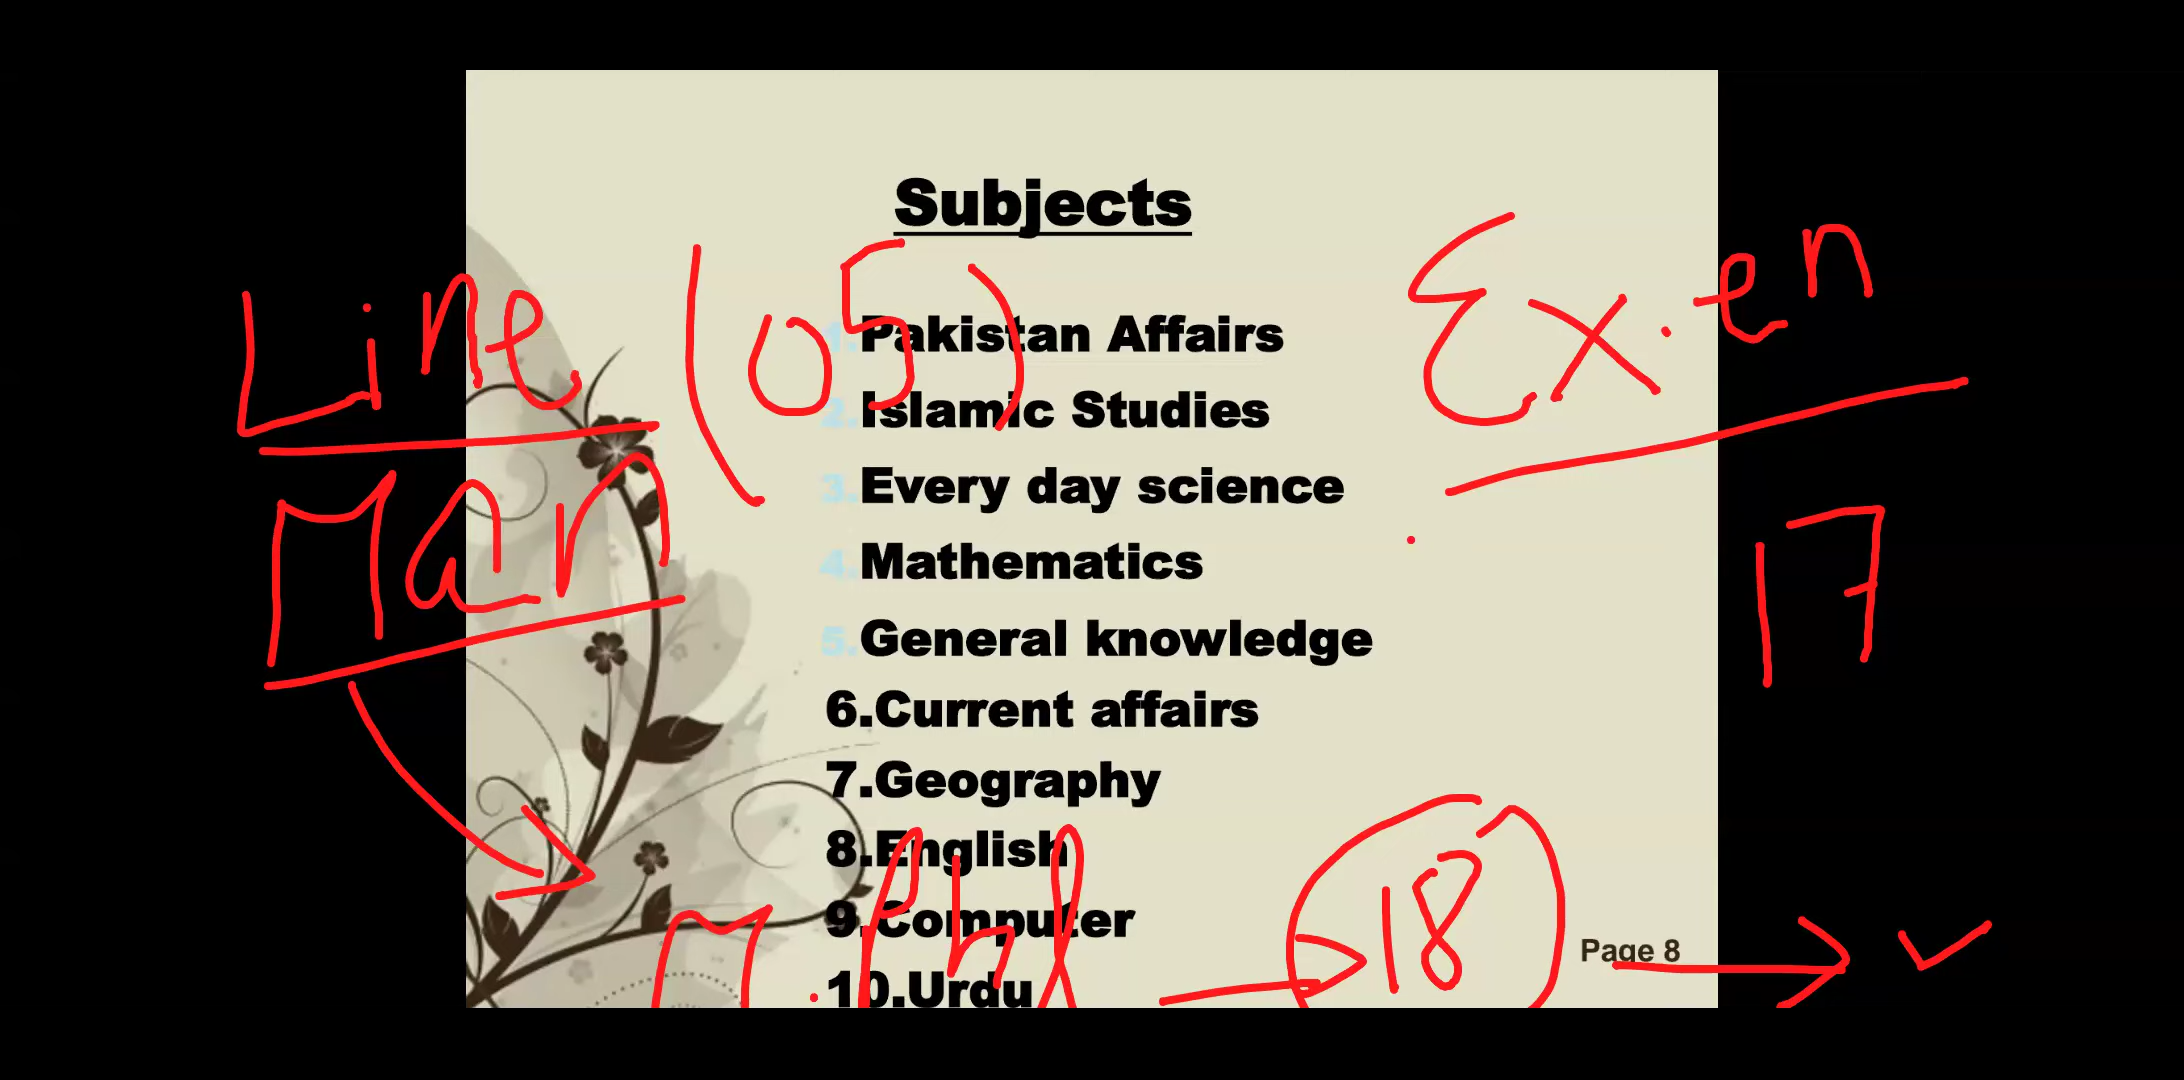 Subjects
Line (05)
Man
Ex.en
17
1.Pakistan Affairs
2.Islamic Studies
3.Every day science
4.Mathematics
5.General knowledge
6.Current affairs
7.Geography
8.English
9.Computer
10.Urdu
M.Phl
18
Page 8